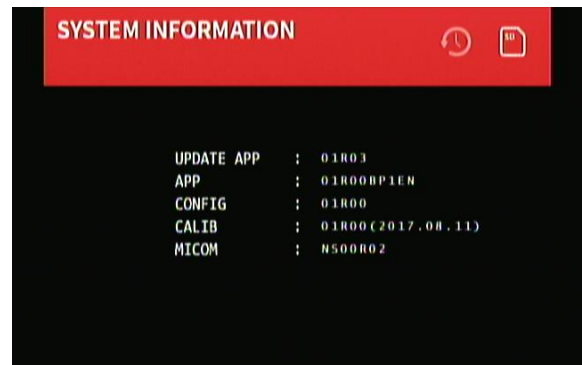 SYSTEM INFORMATION
SD
UPDATE APP : 01R03
APP : 01R00BP1EN
CONFIG : 01R00
CALIB : 01R00(2017.08.11)
MICOM : NS00R02